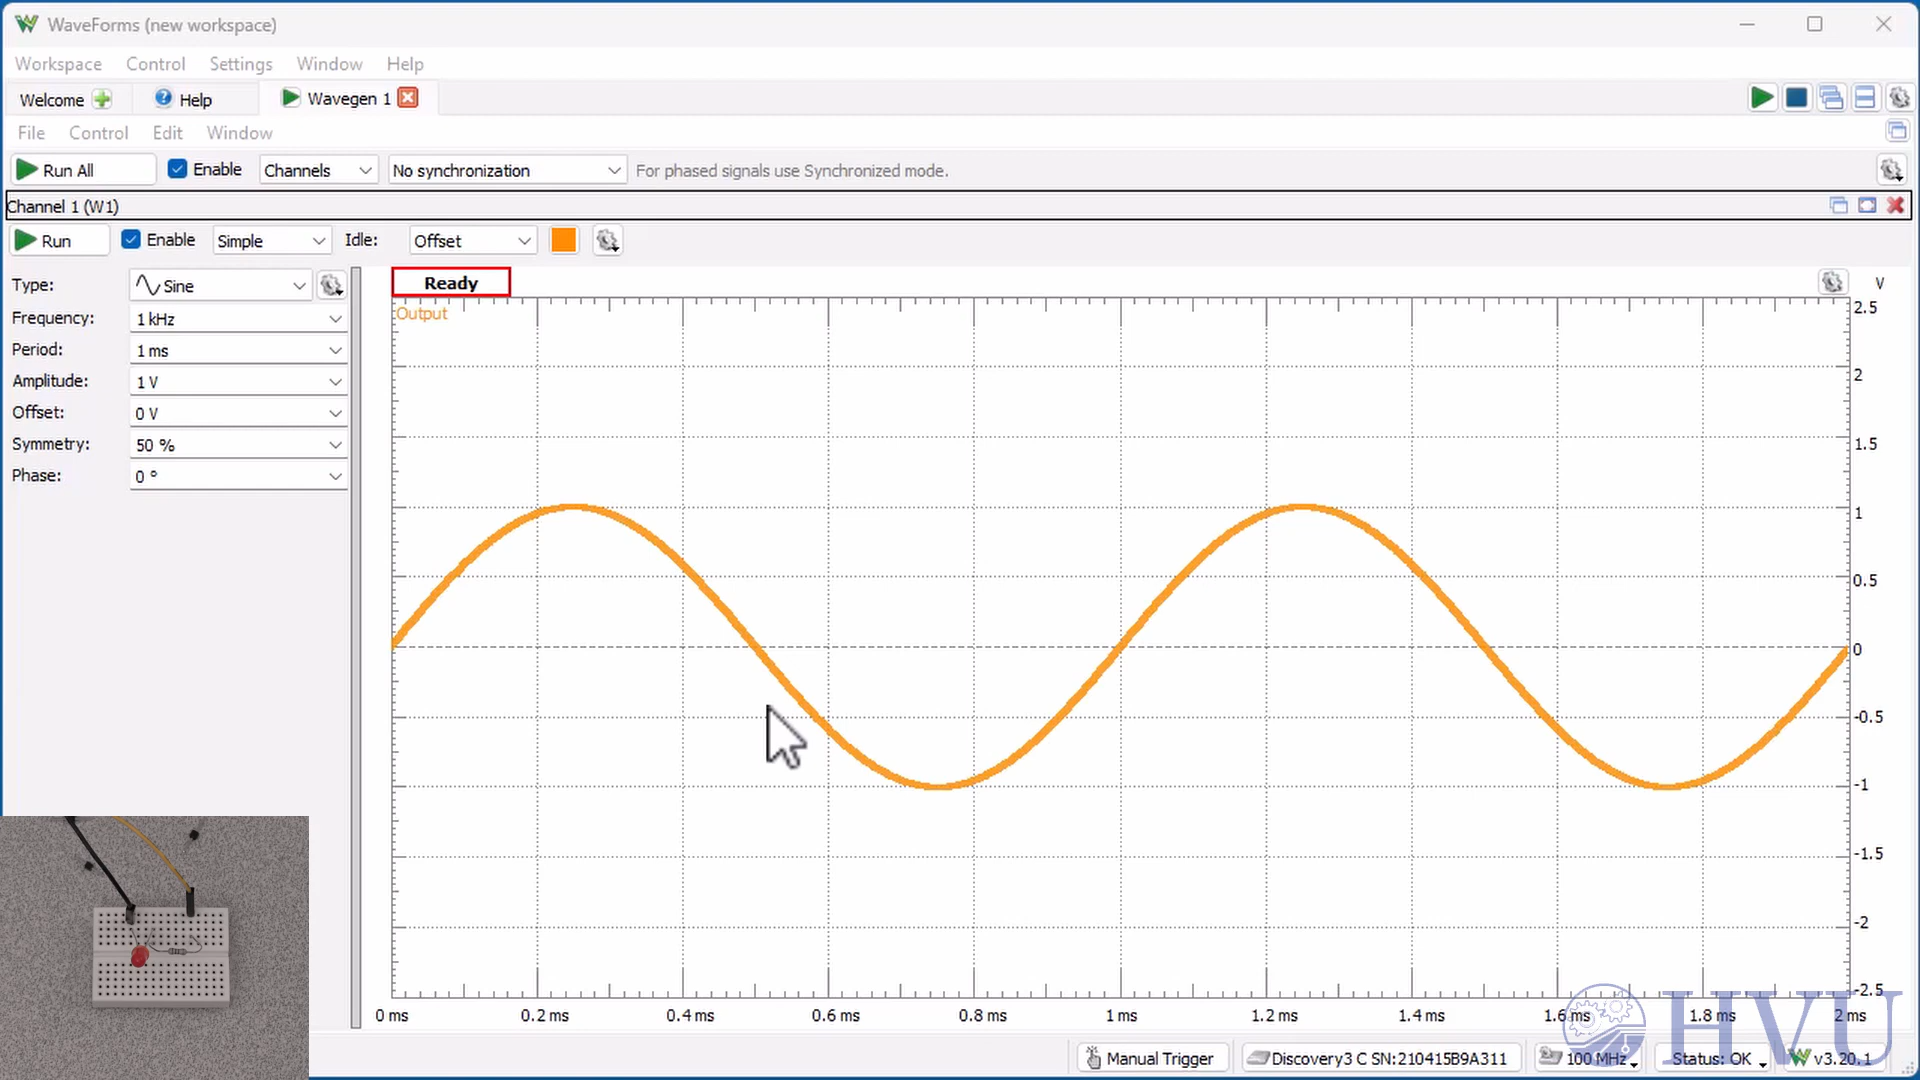 WaveForms (new workspace)
Workspace Control Settings Window Help
Welcome Help Wavegen 1
File Control Edit Window
Run All Enable Channels No synchronization For phased signals use Synchronized mode.
Channel 1 (W1)
Run Enable Simple Idle: Offset
Type: Sine
Frequency: 1 kHz
Period: 1 ms
Amplitude: 1 V
Offset: 0 V
Symmetry: 50 %
Phase: 0 °
Ready
V
Output
2.5
2
1.5
1
0.5
0
-0.5
-1
-1.5
-2
-2.5
0 ms 0.2 ms 0.4 ms 0.6 ms 0.8 ms 1 ms 1.2 ms 1.4 ms 1.6 ms 1.8 ms 2 ms
HVU
Manual Trigger Discovery3 C SN:210415B9A311 100 MHz Status: OK v3.20.1